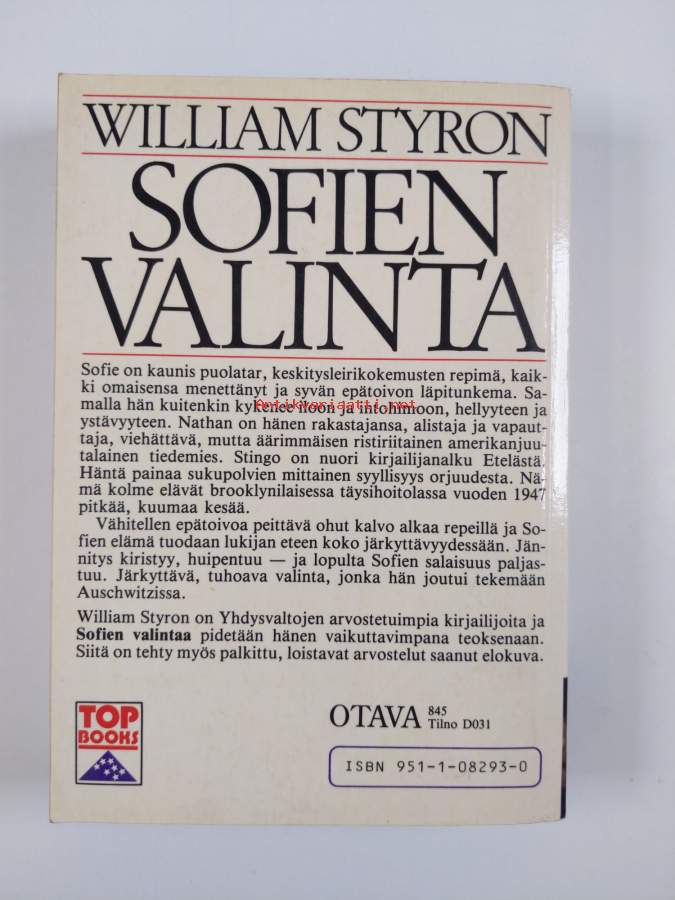 WILLIAM STYRON
SOFIEN
VALINTA
Sofie on kaunis puolatar, keskitysleirikokemusten repimä, kaik-
ki omaisensa menettänyt ja syvän epätoivon läpitunkema. Sa-
malla hän kuitenkin kykenee iloon ja intohimoon, hellyyteen ja
Antikvariaatti.net
ystävyyteen. Nathan on hänen rakastajansa, alistaja ja vapaut-
taja, viehättävä, mutta äärimmäisen ristiriitainen amerikanjuu-
talainen tiedemies. Stingo on nuori kirjailijanalku Etelästä.
Häntä painaa sukupolvien mittainen syyllisyys orjuudesta. Nä-
mä kolme elävät brooklynilaisessa täysihoitolassa vuoden 1947
pitkää, kuumaa kesää.
Vähitellen epätoivoa peittävä ohut kalvo alkaa repeillä ja So-
fien elämä tuodaan lukijan eteen koko järkyttävyydessään. Jän-
nitys kiristyy, huipentuu — ja lopulta Sofien salaisuus paljas-
tuu. Järkyttävä, tuhoava valinta, jonka hän joutui tekemään
Auschwitzissa.
William Styron on Yhdysvaltojen arvostetuimpia kirjailijoita ja
Sofien valintaa pidetään hänen vaikuttavimpana teoksenaan.
Siitä on tehty myös palkittu, loistavat arvostelut saanut elokuva.
TOP
BOOKS
OTAVA 845
Tilno D031
ISBN 951-1-08293-0